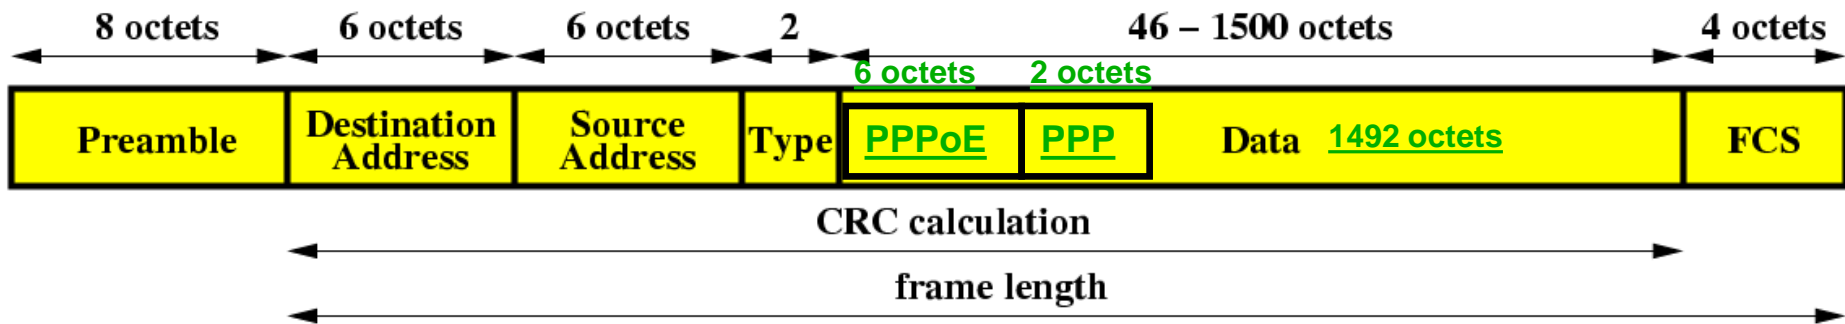 8 octets 6 octets 6 octets 2 46 – 1500 octets 4 octets
6 octets 2 octets
Preamble Destination Address Source Address Type PPPoE PPP Data 1492 octets FCS
CRC calculation
frame length